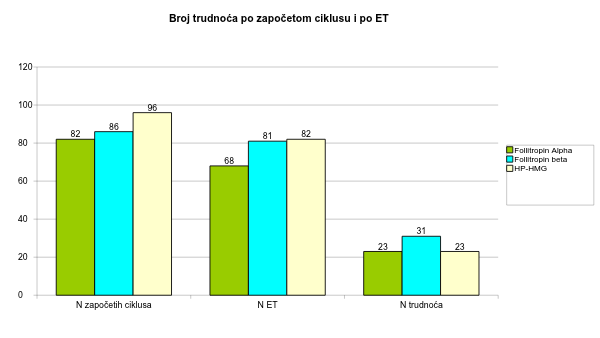 Broj trudnoća po započetom ciklusu i po ET
120
100
80
60
40
20
0
82
86
96
68
81
82
23
31
23
N započetih ciklusa
N ET
N trudnoća
Follitropin Alpha
Follitropin beta
HP-HMG